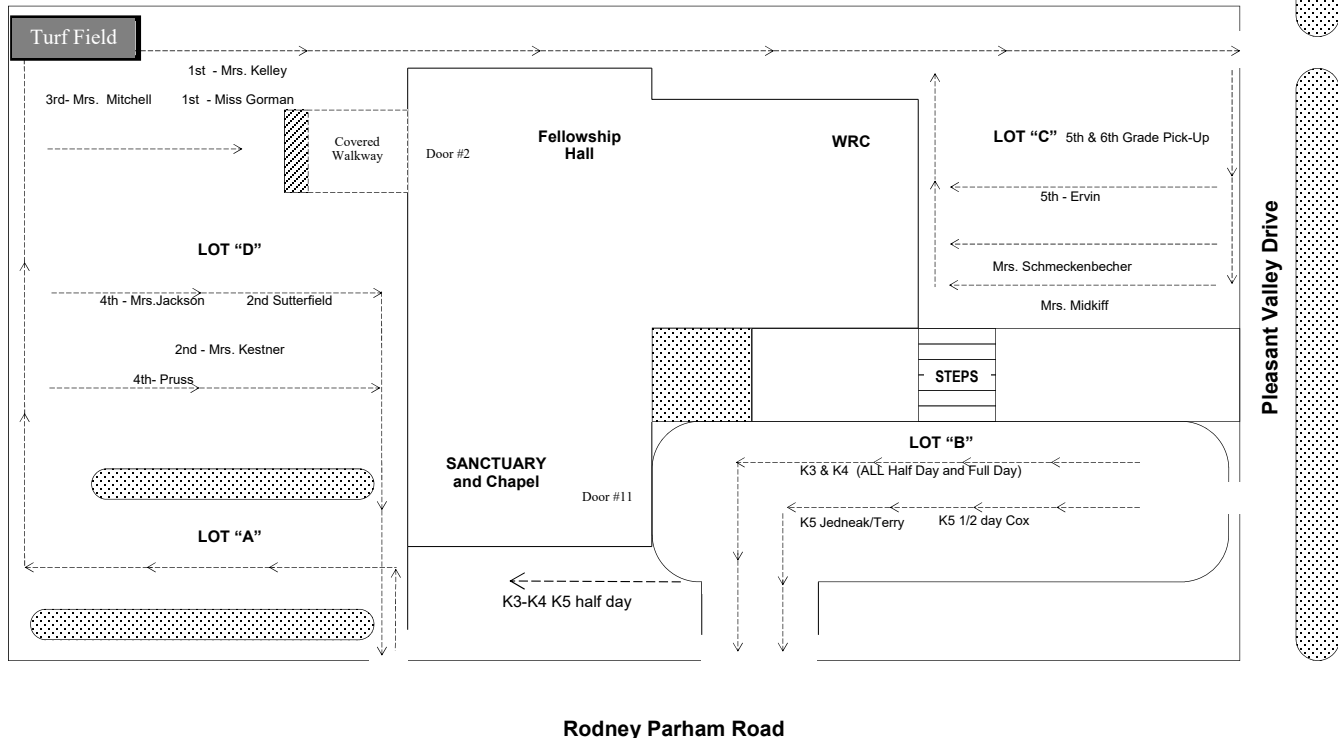 Turf Field
1st - Mrs. Kelley
3rd- Mrs. Mitchell 1st - Miss Gorman
Covered
Walkway
Door #2
Fellowship
Hall
WRC
LOT “C” 5th & 6th Grade Pick-Up
5th - Ervin
Mrs. Schmeckenbecher
Mrs. Midkiff
LOT “D”
4th - Mrs.Jackson 2nd Sutterfield
2nd - Mrs. Kestner
4th- Pruss
STEPS
Pleasant Valley Drive
LOT “B”
K3 & K4 (ALL Half Day and Full Day)
K5 Jedneak/Terry K5 1/2 day Cox
SANCTUARY
and Chapel
Door #11
LOT “A”
K3-K4 K5 half day
Rodney Parham Road